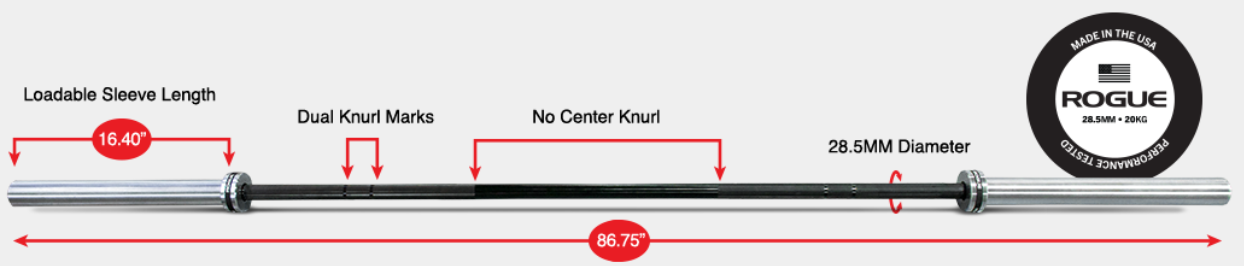 MADE IN THE USA
ROGUE
28.5MM • 20KG
PERFORMANCE TESTED
Loadable Sleeve Length
16.40”
Dual Knurl Marks
No Center Knurl
28.5MM Diameter
86.75”